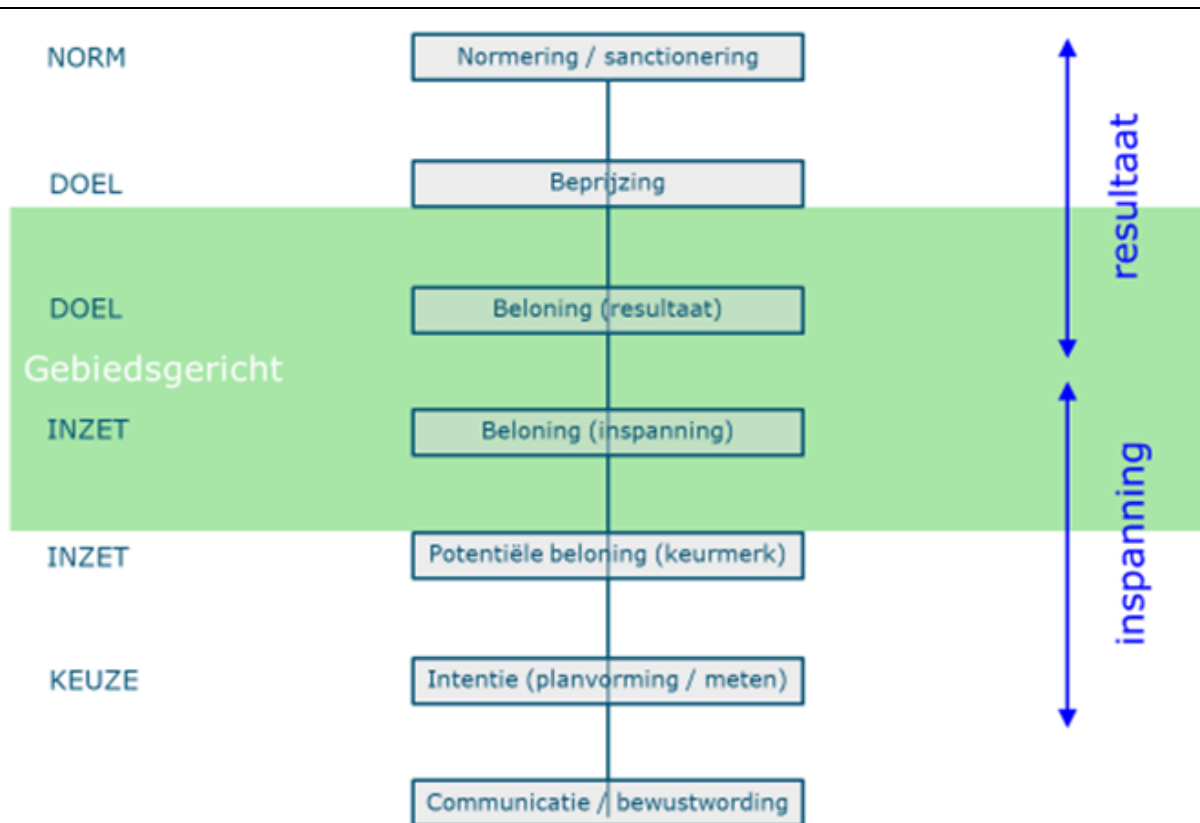 NORM
Normering / sanctionering
DOEL
Beprijzing
resultaat
DOEL
Beloning (resultaat)
Gebiedsgericht
INZET
Beloning (inspanning)
inspanning
INZET
Potentiële beloning (keurmerk)
KEUZE
Intentie (planvorming / meten)
Communicatie / bewustwording